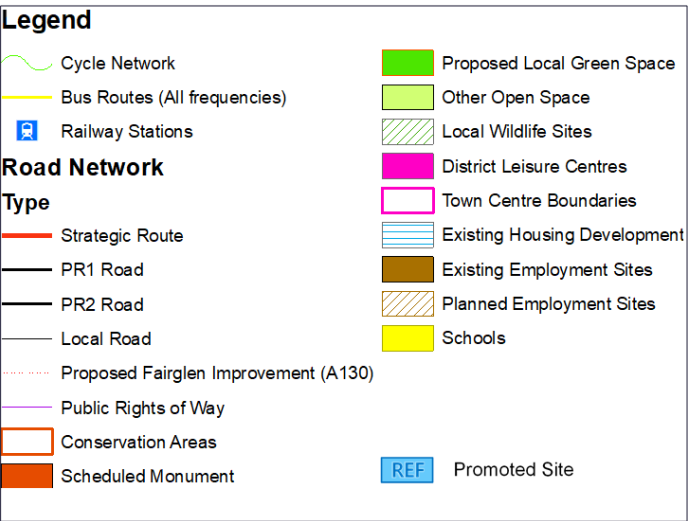 Legend
Cycle Network
Bus Routes (All frequencies)
Railway Stations
Road Network
Type
Strategic Route
PR1 Road
PR2 Road
Local Road
Proposed Fairglen Improvement (A130)
Public Rights of Way
Conservation Areas
Scheduled Monument
Proposed Local Green Space
Other Open Space
Local Wildlife Sites
District Leisure Centres
Town Centre Boundaries
Existing Housing Development
Existing Employment Sites
Planned Employment Sites
Schools
REF Promoted Site